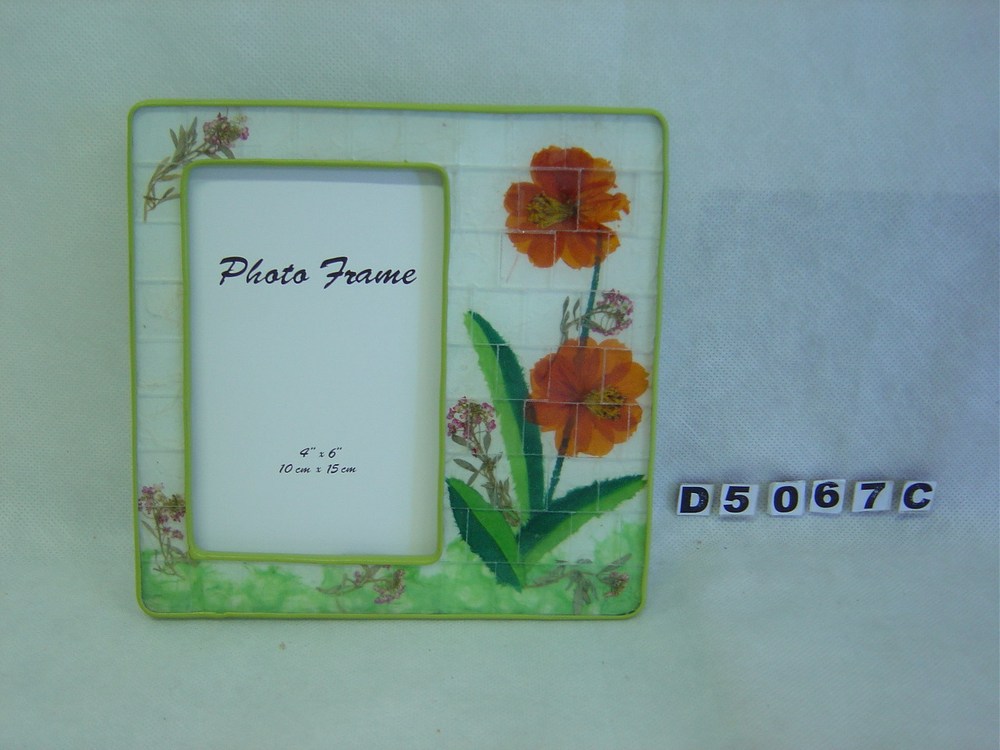 Photo Frame
4" x 6"
10 cm x 15 cm
D5067C